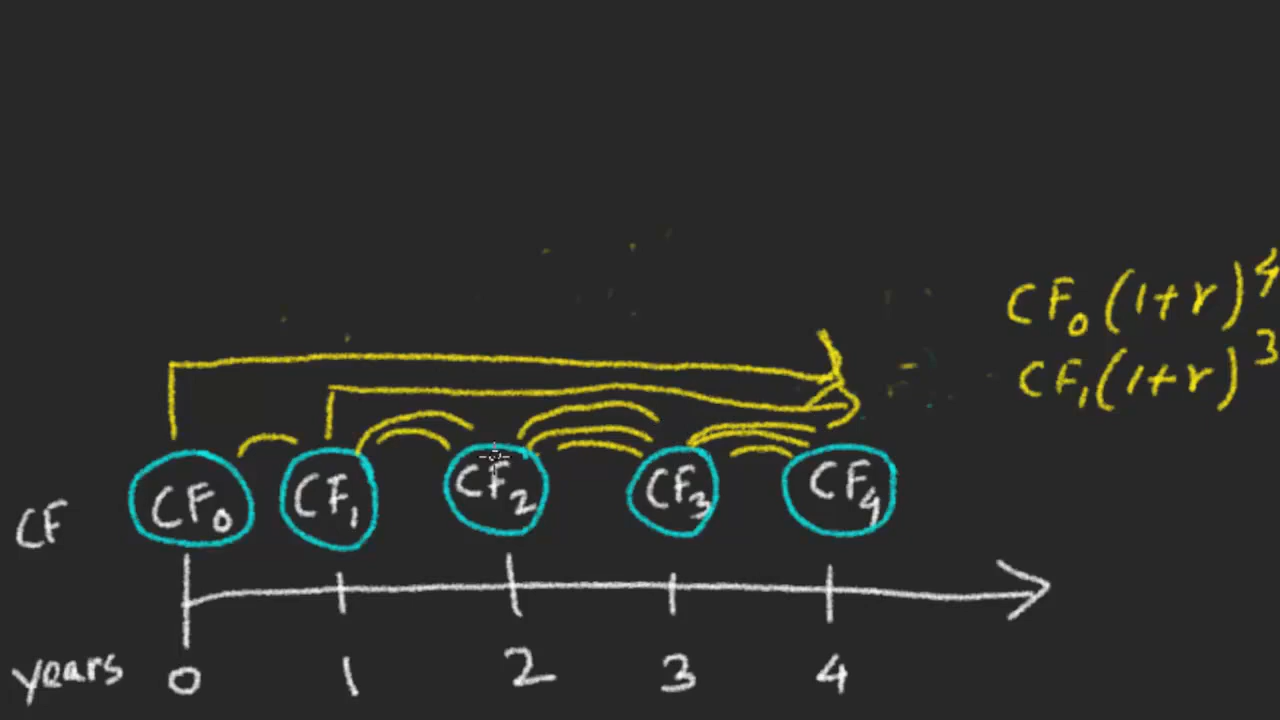 CF₀(1+r)⁴
CF₁(1+r)³
CF CF₀ CF₁ CF₂ CF₃ CF₄
years 0 1 2 3 4